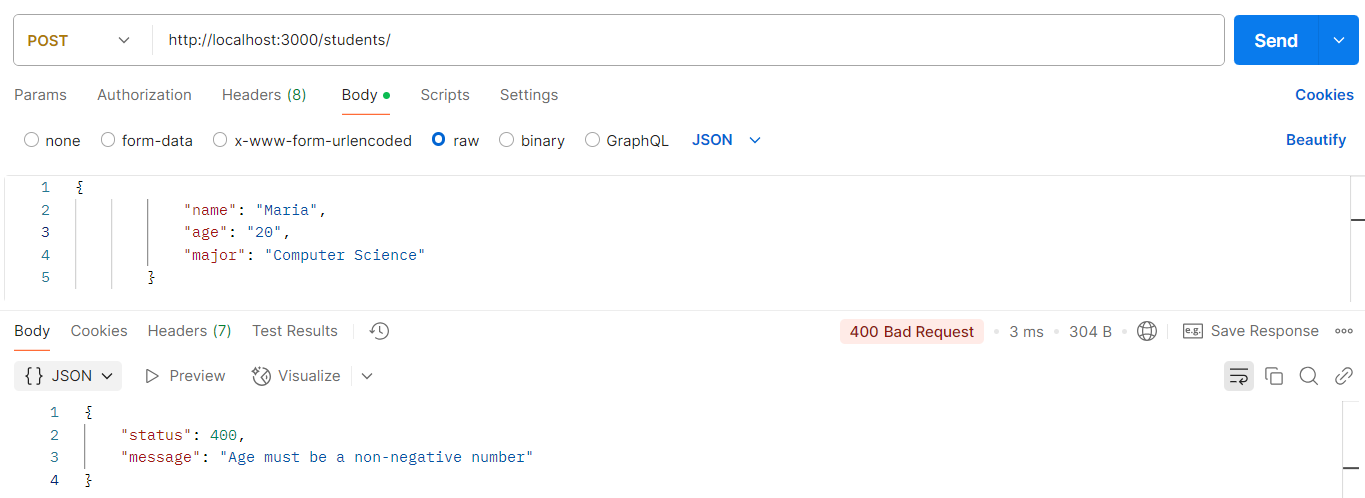 POST http://localhost:3000/students/ Send
Params Authorization Headers (8) Body Scripts Settings Cookies
none form-data x-www-form-urlencoded raw binary GraphQL JSON Beautify
1 {
2 "name": "Maria",
3 "age": "20",
4 "major": "Computer Science"
5 }
Body Cookies Headers (7) Test Results 400 Bad Request • 3 ms • 304 B • e.g. Save Response
{} JSON Preview Visualize
1 {
2 "status": 400,
3 "message": "Age must be a non-negative number"
4 }